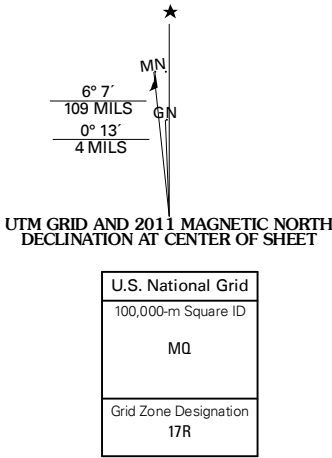 ★
M.N.
6° 7´
109 MILS
GN
0° 13´
4 MILS
UTM GRID AND 2011 MAGNETIC NORTH
DECLINATION AT CENTER OF SHEET
U.S. National Grid
100,000-m Square ID
MQ
Grid Zone Designation
17R